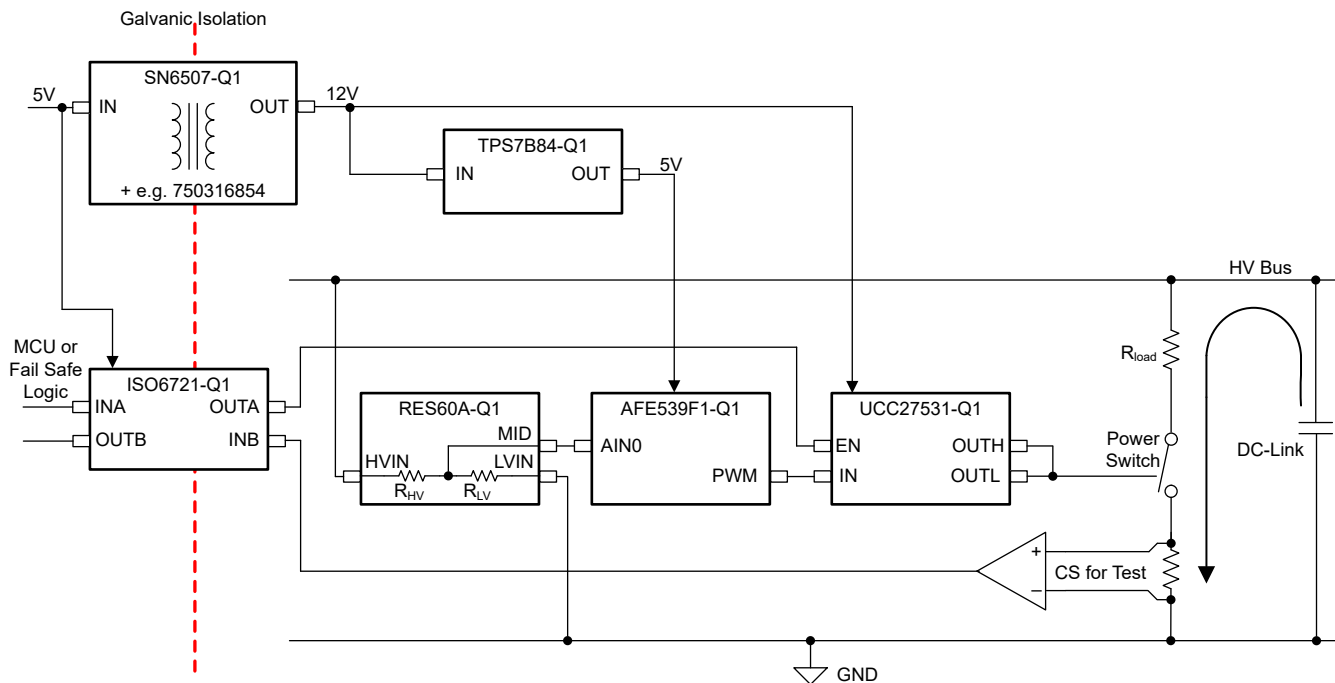 Galvanic Isolation
SN6507-Q1
5V
IN
OUT
12V
+ e.g. 750316854
TPS7B84-Q1
IN
OUT
5V
HV Bus
MCU or
Fail Safe
Logic
ISO6721-Q1
INA
OUTA
OUTB
INB
RES60A-Q1
MID
HVIN
LVIN
RHV
RLV
AFE539F1-Q1
AIN0
PWM
UCC27531-Q1
EN
OUTH
IN
OUTL
Rload
Power
Switch
DC-Link
+
CS for Test
−
GND